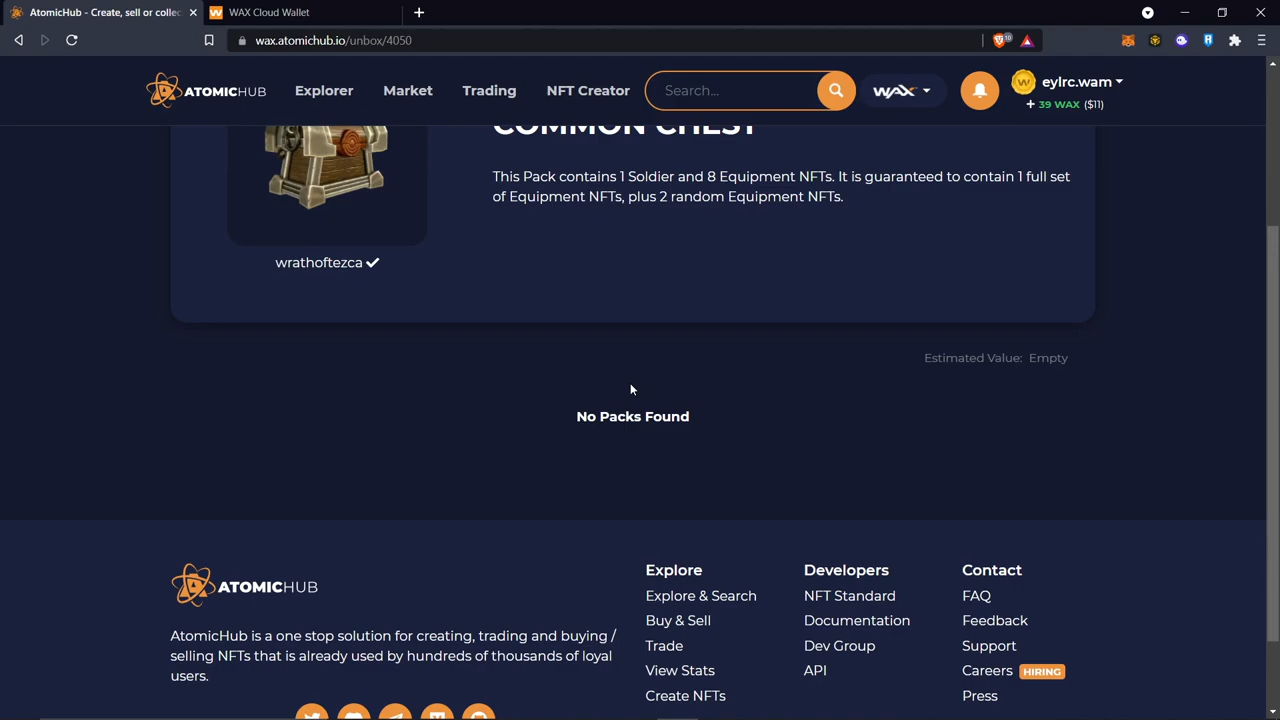 AtomicHub - Create, sell or collec
WAX Cloud Wallet
wax.atomichub.io/unbox/4050
10
ATOMICHUB
Explorer
Market
Trading
NFT Creator
Search...
WAX
eylrc.wam
+ 39 WAX ($11)
COMMON CHEST
This Pack contains 1 Soldier and 8 Equipment NFTs. It is guaranteed to contain 1 full set
of Equipment NFTs, plus 2 random Equipment NFTs.
wrathoftezca
Estimated Value: Empty
No Packs Found
ATOMICHUB
AtomicHub is a one stop solution for creating, trading and buying /
selling NFTs that is already used by hundreds of thousands of loyal
users.
Explore
Explore & Search
Buy & Sell
Trade
View Stats
Create NFTs
Developers
NFT Standard
Documentation
Dev Group
API
Contact
FAQ
Feedback
Support
Careers HIRING
Press